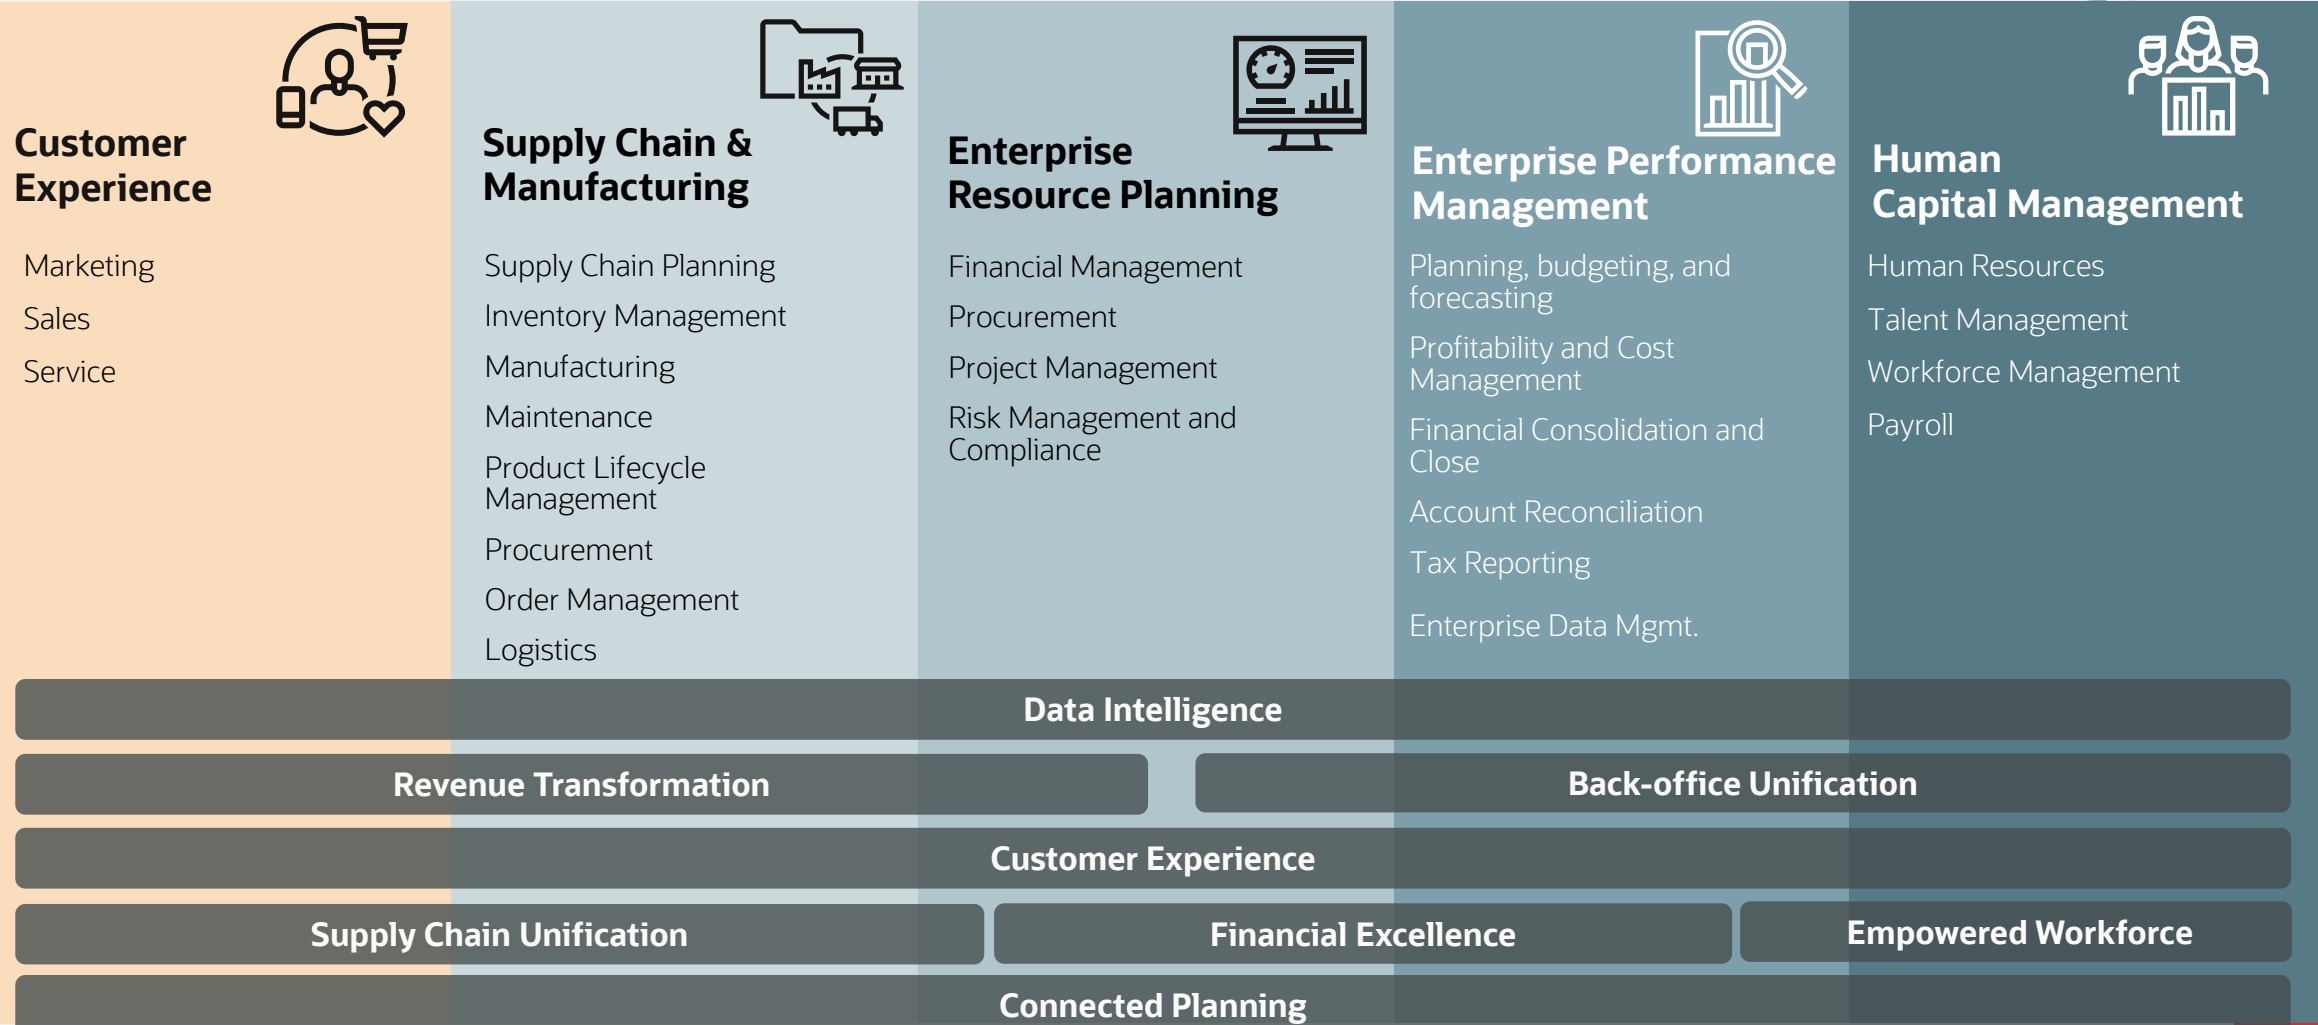 Customer
Experience
Marketing
Sales
Service
Supply Chain &
Manufacturing
Supply Chain Planning
Inventory Management
Manufacturing
Maintenance
Product Lifecycle
Management
Procurement
Order Management
Logistics
Enterprise
Resource Planning
Financial Management
Procurement
Project Management
Risk Management and
Compliance
Enterprise Performance
Management
Planning, budgeting, and
forecasting
Profitability and Cost
Management
Financial Consolidation and
Close
Account Reconciliation
Tax Reporting
Enterprise Data Mgmt.
Human
Capital Management
Human Resources
Talent Management
Workforce Management
Payroll
Data Intelligence
Revenue Transformation
Back-office Unification
Customer Experience
Supply Chain Unification
Financial Excellence
Empowered Workforce
Connected Planning